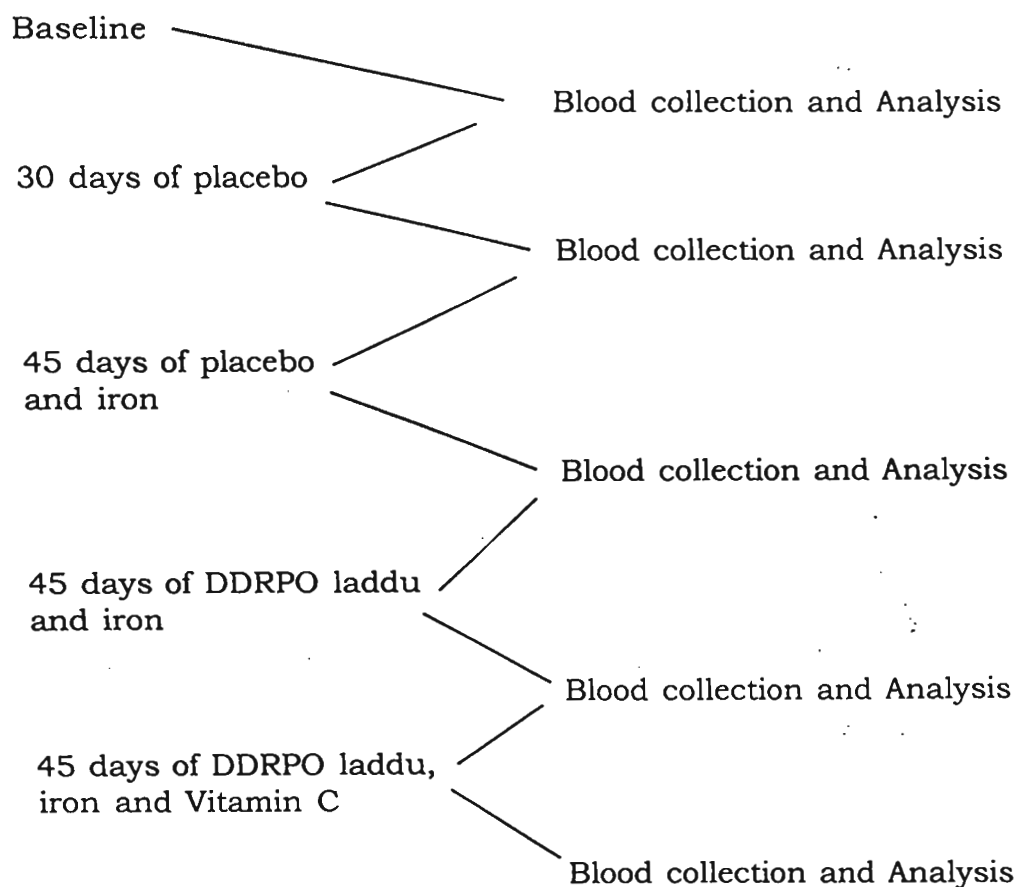 Baseline
Blood collection and Analysis
30 days of placebo
Blood collection and Analysis
45 days of placebo
and iron
Blood collection and Analysis
45 days of DDRPO laddu
and iron
Blood collection and Analysis
45 days of DDRPO laddu,
iron and Vitamin C
Blood collection and Analysis